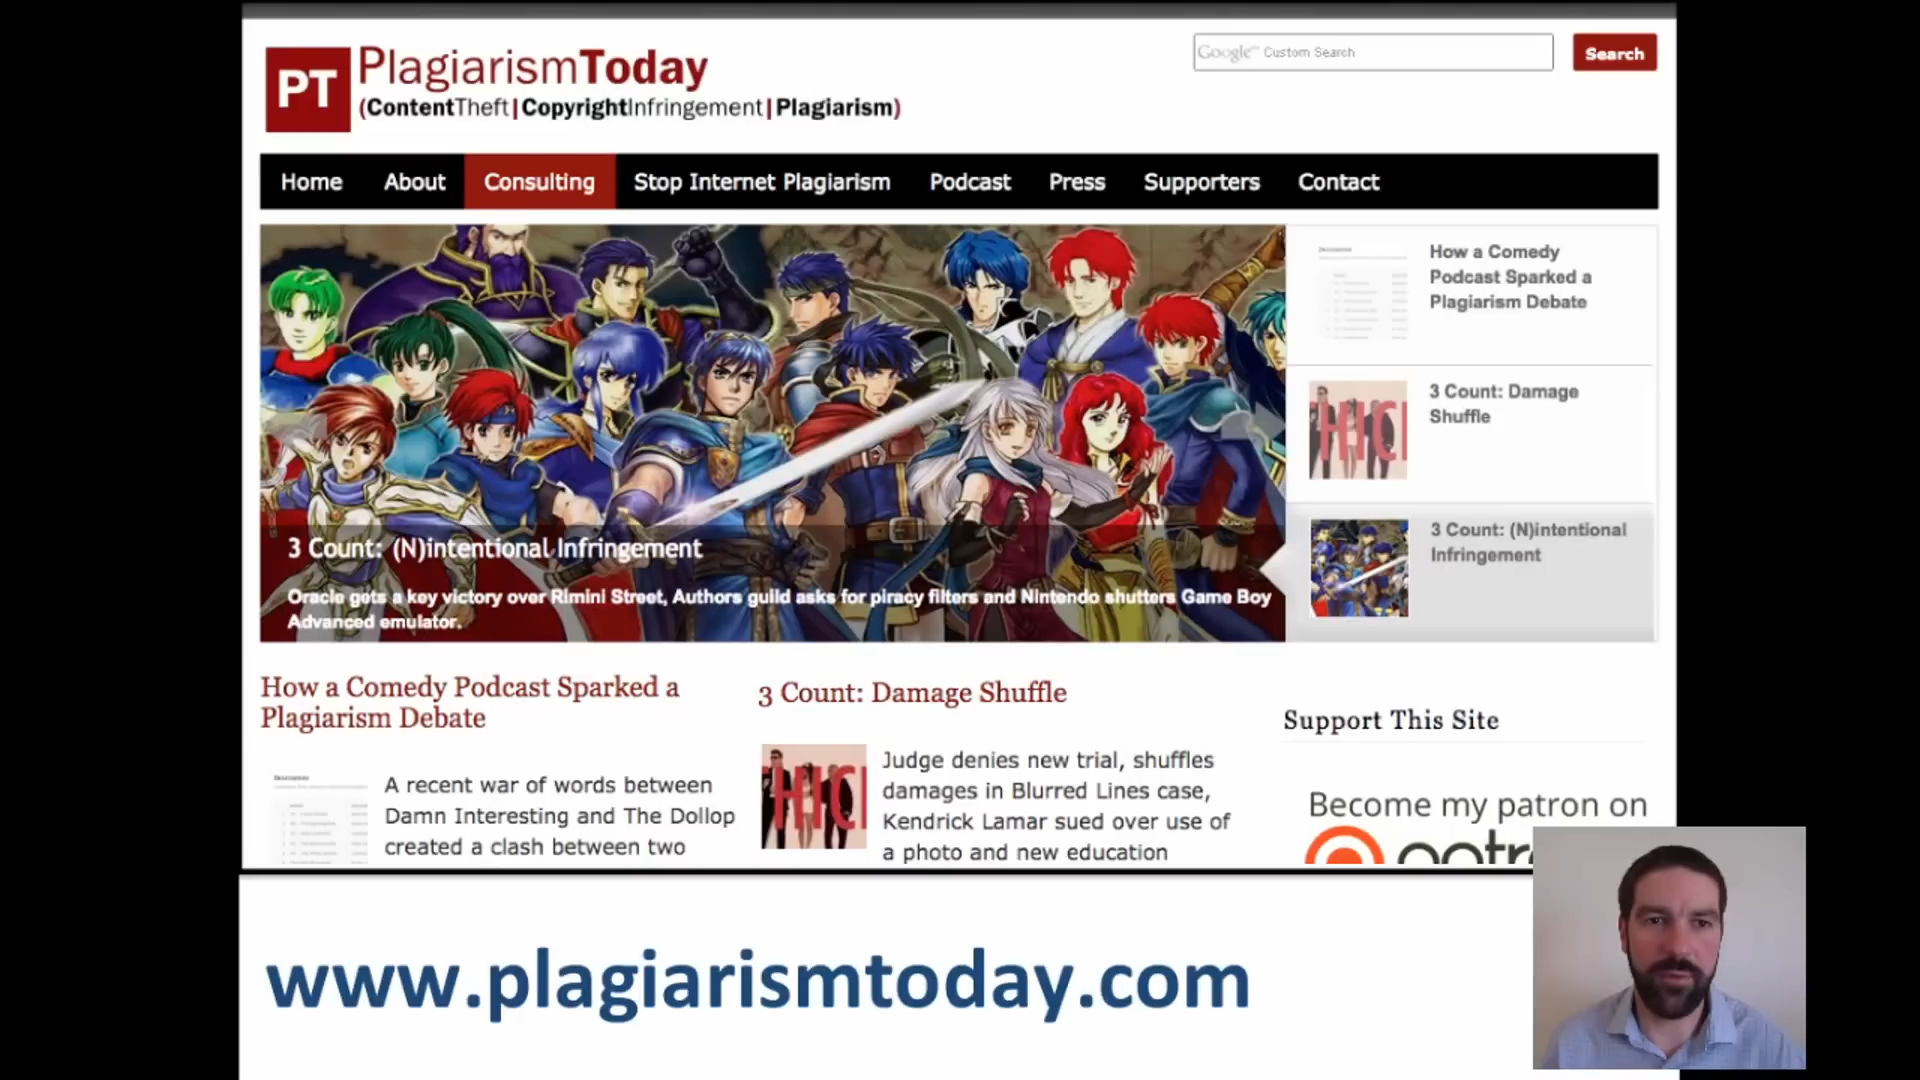 PT
PlagiarismToday
(ContentTheft|CopyrightInfringement|Plagiarism)
Google™ Custom Search
Search
Home About Consulting Stop Internet Plagiarism Podcast Press Supporters Contact
How a Comedy
Podcast Sparked a
Plagiarism Debate
3 Count: Damage
Shuffle
3 Count: (N)intentional
Infringement
3 Count: (N)intentional Infringement
Oracle gets a key victory over Rimini Street, Authors guild asks for piracy filters and Nintendo shutters Game Boy
Advanced emulator.
How a Comedy Podcast Sparked a
Plagiarism Debate
A recent war of words between
Damn Interesting and The Dollop
created a clash between two
3 Count: Damage Shuffle
Judge denies new trial, shuffles
damages in Blurred Lines case,
Kendrick Lamar sued over use of
a photo and new education
Support This Site
Become my patron on
www.plagiarismtoday.com